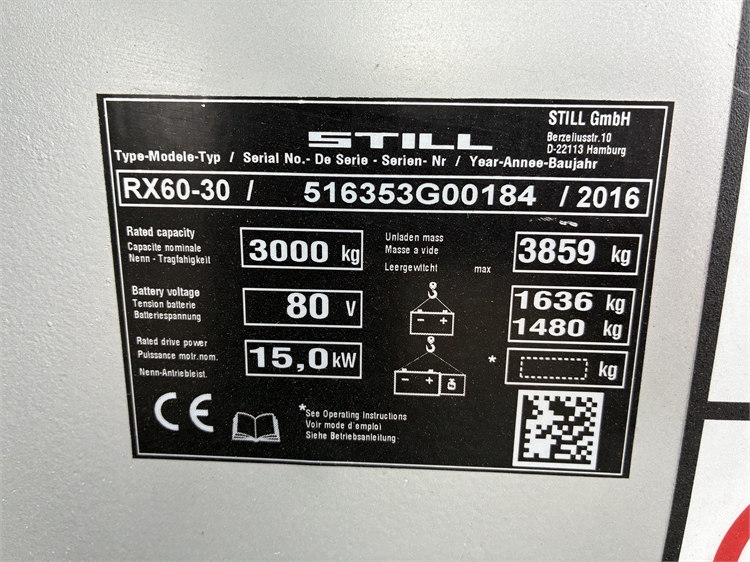 STILL
STILL GmbH
Berzeliusstr.10
D-22113 Hamburg
Type-Modele-Typ / Serial No.- De Serie - Serien- Nr / Year-Annee-Baujahr
RX60-30 / 516353G00184 / 2016
Rated capacity
Capacite nominale
Nenn - Tragfahigkeit
3000 kg
Unladen mass
Masse a vide
Leergewitcht max
3859 kg
Battery voltage
Tension batterie
Batteriespannung
80 V
- +
1636 kg
1480 kg
Rated drive power
Puissance motr.nom.
Nenn-Antriebleist.
15,0 kW
- +
* kg
CE
*See Operating Instructions
Voir mode d'emploi
Siehe Betriebsanleitung